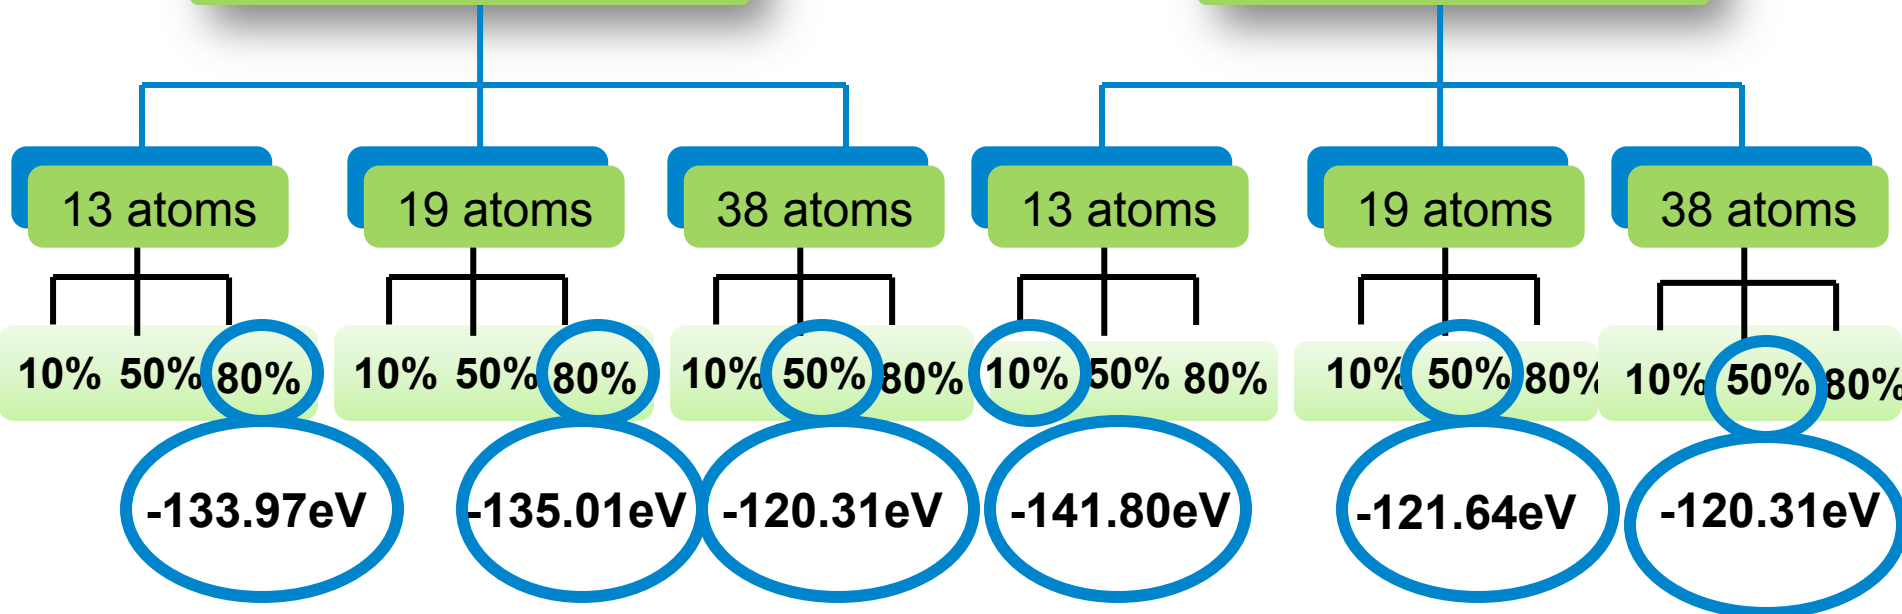 13 atoms 19 atoms 38 atoms 13 atoms 19 atoms 38 atoms
10% 50% 80% 10% 50% 80% 10% 50% 80% 10% 50% 80% 10% 50% 80% 10% 50% 80%
-133.97eV -135.01eV -120.31eV -141.80eV -121.64eV -120.31eV